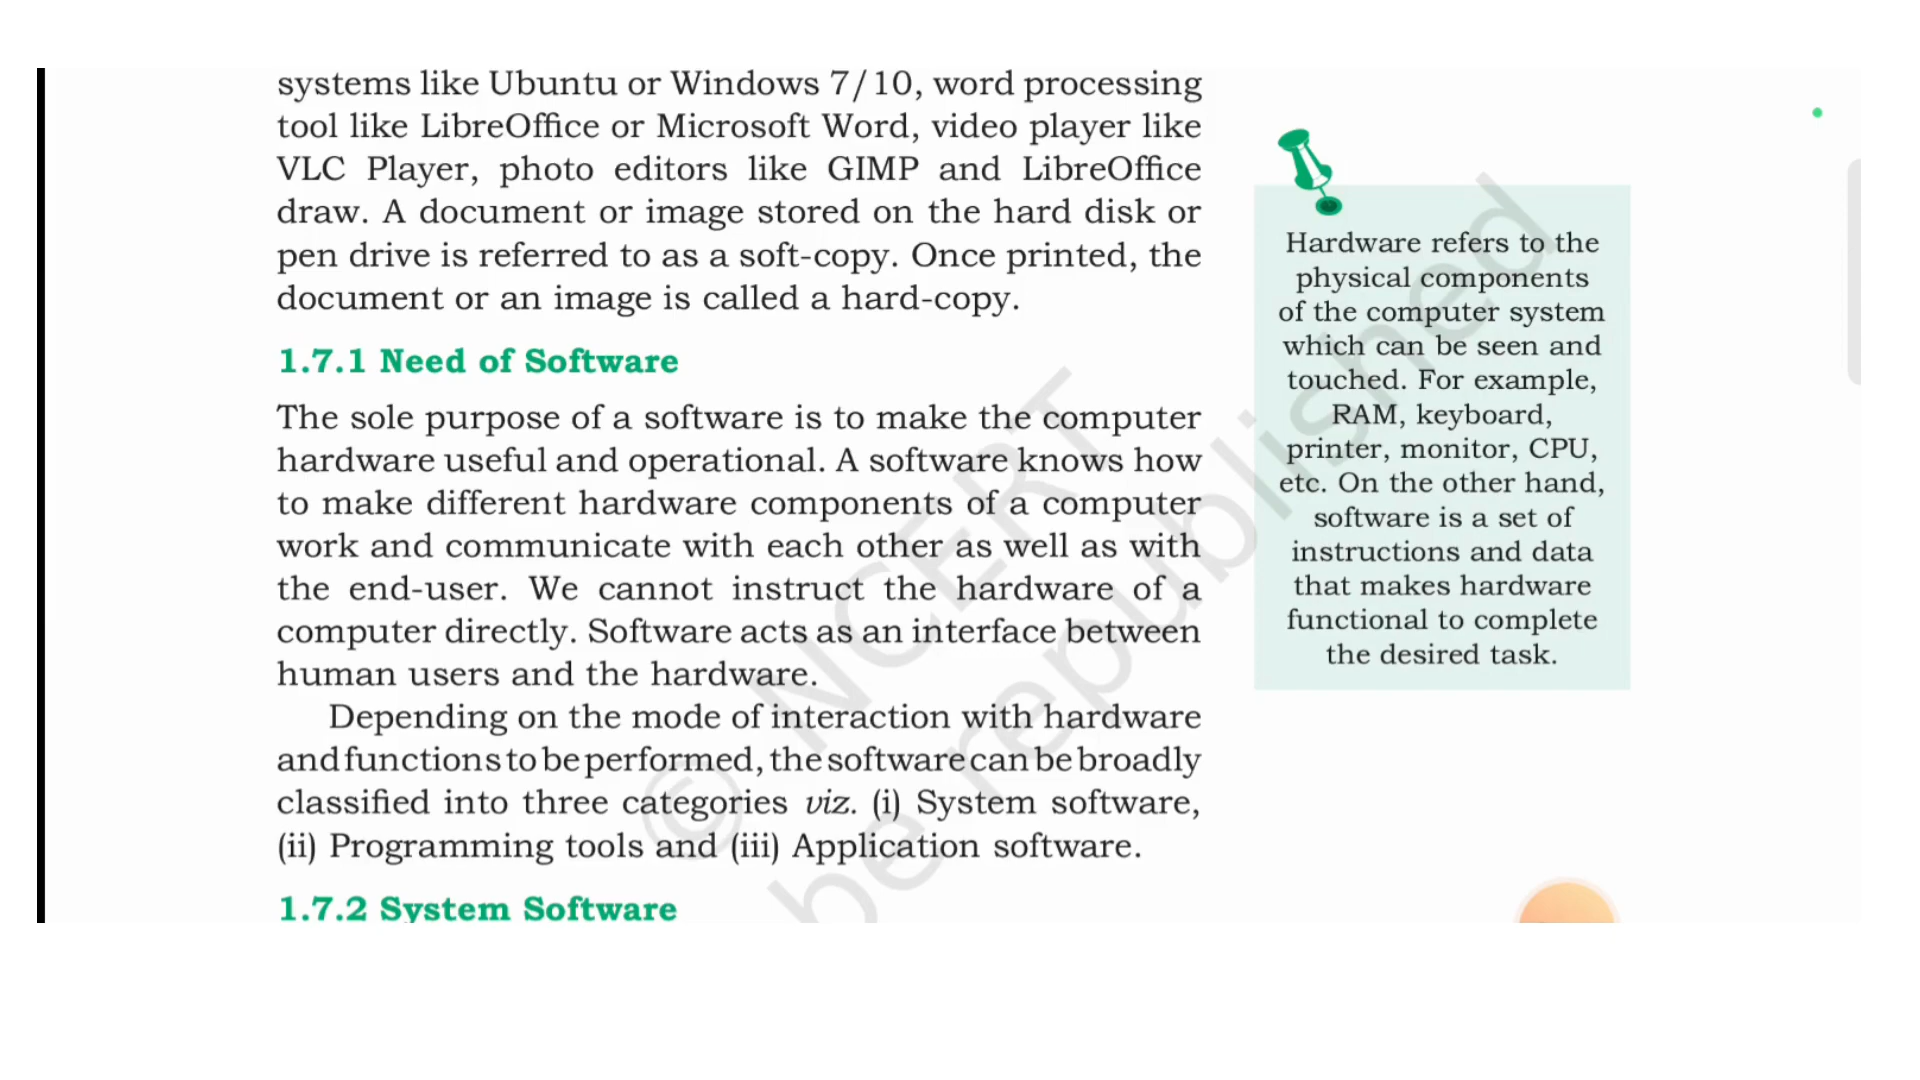 systems like Ubuntu or Windows 7/10, word processing
tool like LibreOffice or Microsoft Word, video player like
VLC Player, photo editors like GIMP and LibreOffice
draw. A document or image stored on the hard disk or
pen drive is referred to as a soft-copy. Once printed, the
document or an image is called a hard-copy.
1.7.1 Need of Software
The sole purpose of a software is to make the computer
hardware useful and operational. A software knows how
to make different hardware components of a computer
work and communicate with each other as well as with
the end-user. We cannot instruct the hardware of a
computer directly. Software acts as an interface between
human users and the hardware.
Depending on the mode of interaction with hardware
and functions to be performed, the software can be broadly
classified into three categories viz. (i) System software,
(ii) Programming tools and (iii) Application software.
1.7.2 System Software
Hardware refers to the
physical components
of the computer system
which can be seen and
touched. For example,
RAM, keyboard,
printer, monitor, CPU,
etc. On the other hand,
software is a set of
instructions and data
that makes hardware
functional to complete
the desired task.
© NCERT
be republished